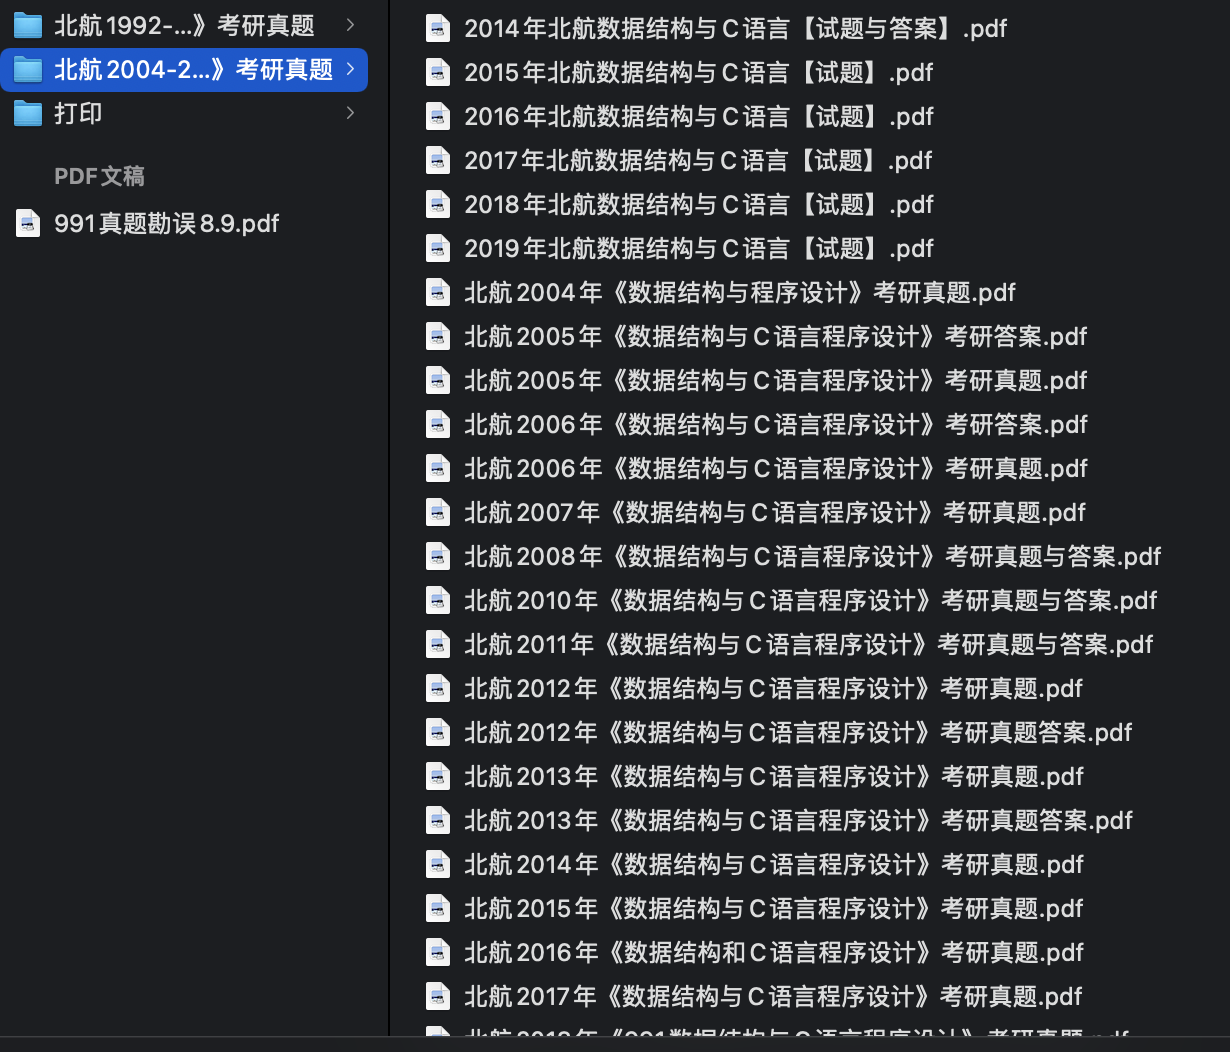 北航1992-...》考研真题
北航2004-2...》考研真题
打印
PDF文稿
991真题勘误8.9.pdf
2014年北航数据结构与C语言【试题与答案】.pdf
2015年北航数据结构与C语言【试题】.pdf
2016年北航数据结构与C语言【试题】.pdf
2017年北航数据结构与C语言【试题】.pdf
2018年北航数据结构与C语言【试题】.pdf
2019年北航数据结构与C语言【试题】.pdf
北航2004年《数据结构与程序设计》考研真题.pdf
北航2005年《数据结构与C语言程序设计》考研答案.pdf
北航2005年《数据结构与C语言程序设计》考研真题.pdf
北航2006年《数据结构与C语言程序设计》考研答案.pdf
北航2006年《数据结构与C语言程序设计》考研真题.pdf
北航2007年《数据结构与C语言程序设计》考研真题.pdf
北航2008年《数据结构与C语言程序设计》考研真题与答案.pdf
北航2010年《数据结构与C语言程序设计》考研真题与答案.pdf
北航2011年《数据结构与C语言程序设计》考研真题与答案.pdf
北航2012年《数据结构与C语言程序设计》考研真题.pdf
北航2012年《数据结构与C语言程序设计》考研真题答案.pdf
北航2013年《数据结构与C语言程序设计》考研真题.pdf
北航2013年《数据结构与C语言程序设计》考研真题答案.pdf
北航2014年《数据结构与C语言程序设计》考研真题.pdf
北航2015年《数据结构与C语言程序设计》考研真题.pdf
北航2016年《数据结构和C语言程序设计》考研真题.pdf
北航2017年《数据结构与C语言程序设计》考研真题.pdf
北航2018年《991数据结构与C语言程序设计》考研真题.pdf